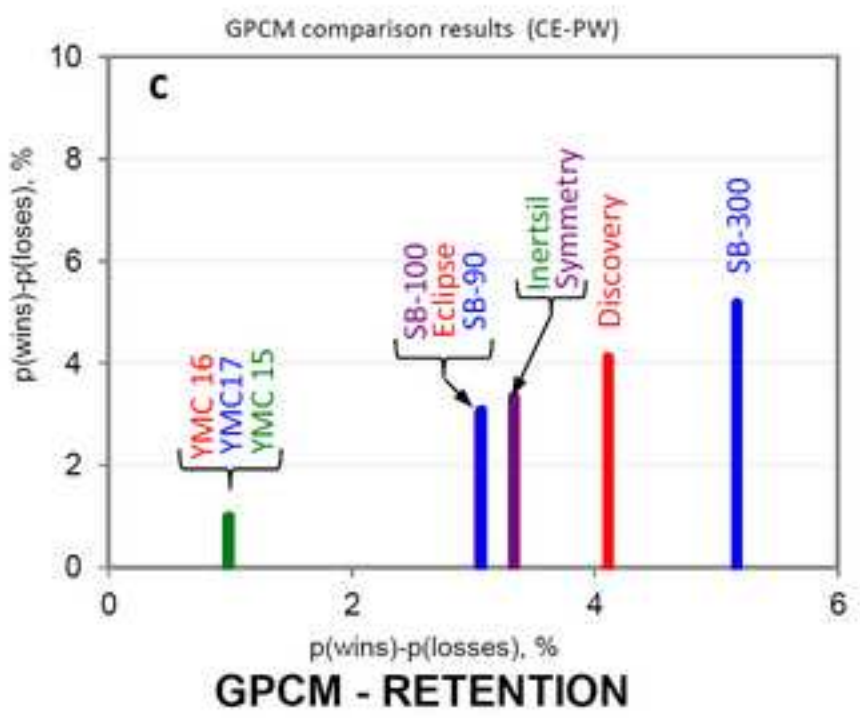 GPCM comparison results (CE-PW)
C
p(wins)-p(loses), %
10
8
6
4
2
0
YMC 16
YMC17
YMC 15
SB-100
Eclipse
SB-90
Inertsil
Symmetry
Discovery
SB-300
0 2 4 6
p(wins)-p(losses), %
GPCM - RETENTION